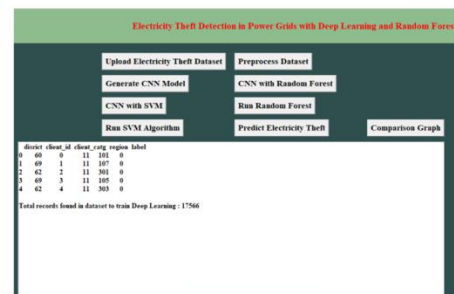 Electricity Theft Detection in Power Grids with Deep Learning and Random Fores
Upload Electricity Theft Dataset Preprocess Dataset
Generate CNN Model CNN with Random Forest
CNN with SVM Run Random Forest
Run SVM Algorithm Predict Electricity Theft Comparison Graph
disrict client_id client_catg region label
0 60 0 11 101 0
1 69 1 11 107 0
2 62 2 11 301 0
3 69 3 11 105 0
4 62 4 11 303 0
Total records found in dataset to train Deep Learning : 17566